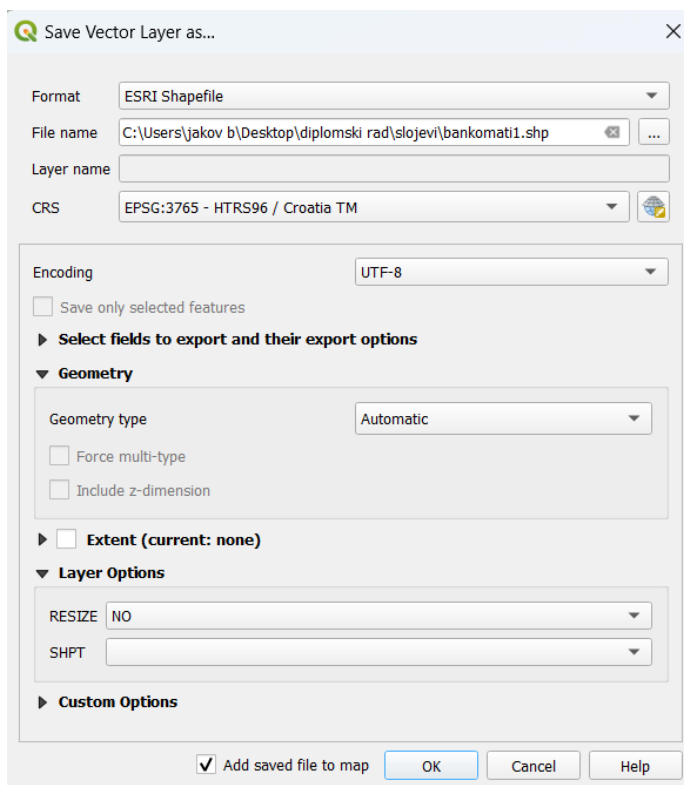 Save Vector Layer as...
Format ESRI Shapefile
File name C:\Users\jakov b\Desktop\diplomski rad\slojevi\bankomati1.shp ...
Layer name
CRS EPSG:3765 - HTRS96 / Croatia TM
Encoding UTF-8
Save only selected features
Select fields to export and their export options
Geometry
Geometry type Automatic
Force multi-type
Include z-dimension
Extent (current: none)
Layer Options
RESIZE NO
SHPT
Custom Options
Add saved file to map OK Cancel Help